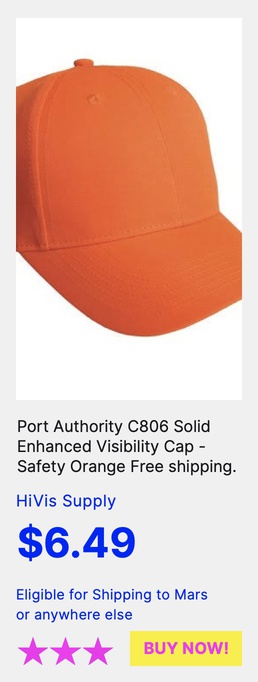 Port Authority C806 Solid
Enhanced Visibility Cap -
Safety Orange Free shipping.
HiVis Supply
$6.49
Eligible for Shipping to Mars
or anywhere else
BUY NOW!